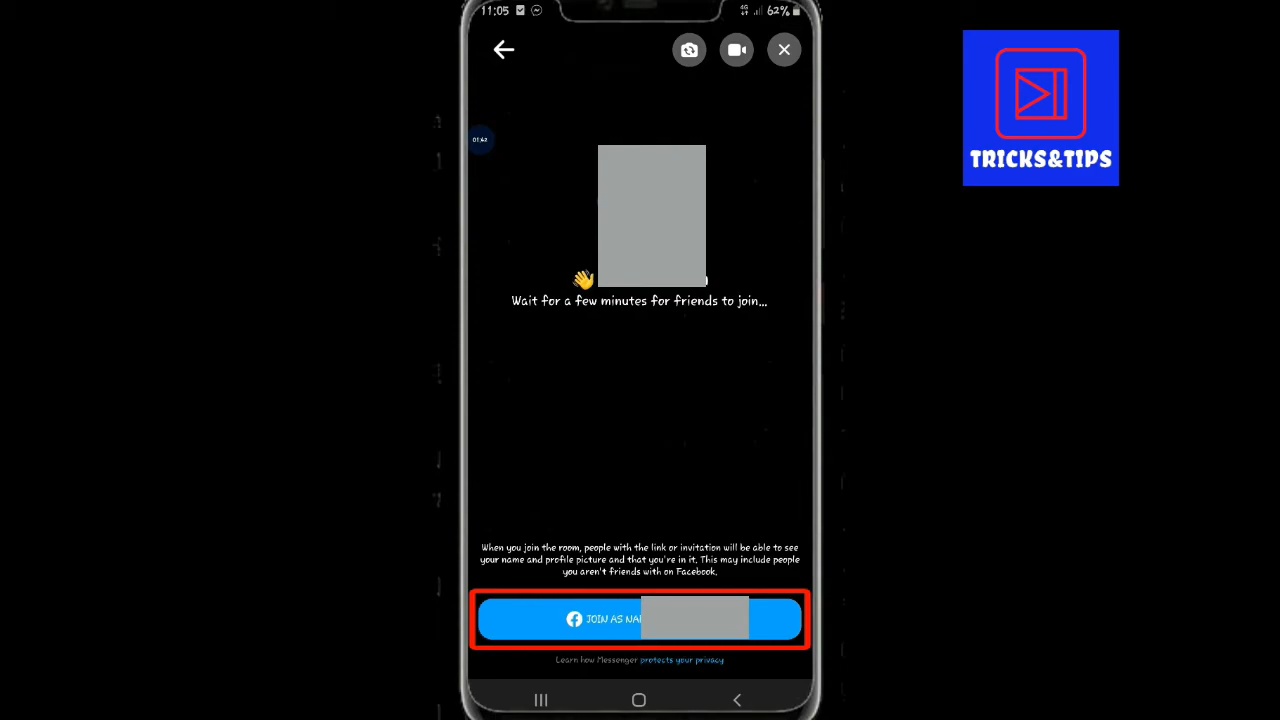 11:05
4G
62%
TRICKS&TIPS
01:42
👋
Wait for a few minutes for friends to join...
When you join the room, people with the link or invitation will be able to see
your name and profile picture and that you're in it. This may include people
you aren't friends with on Facebook.
JOIN AS
Learn how Messenger protects your privacy